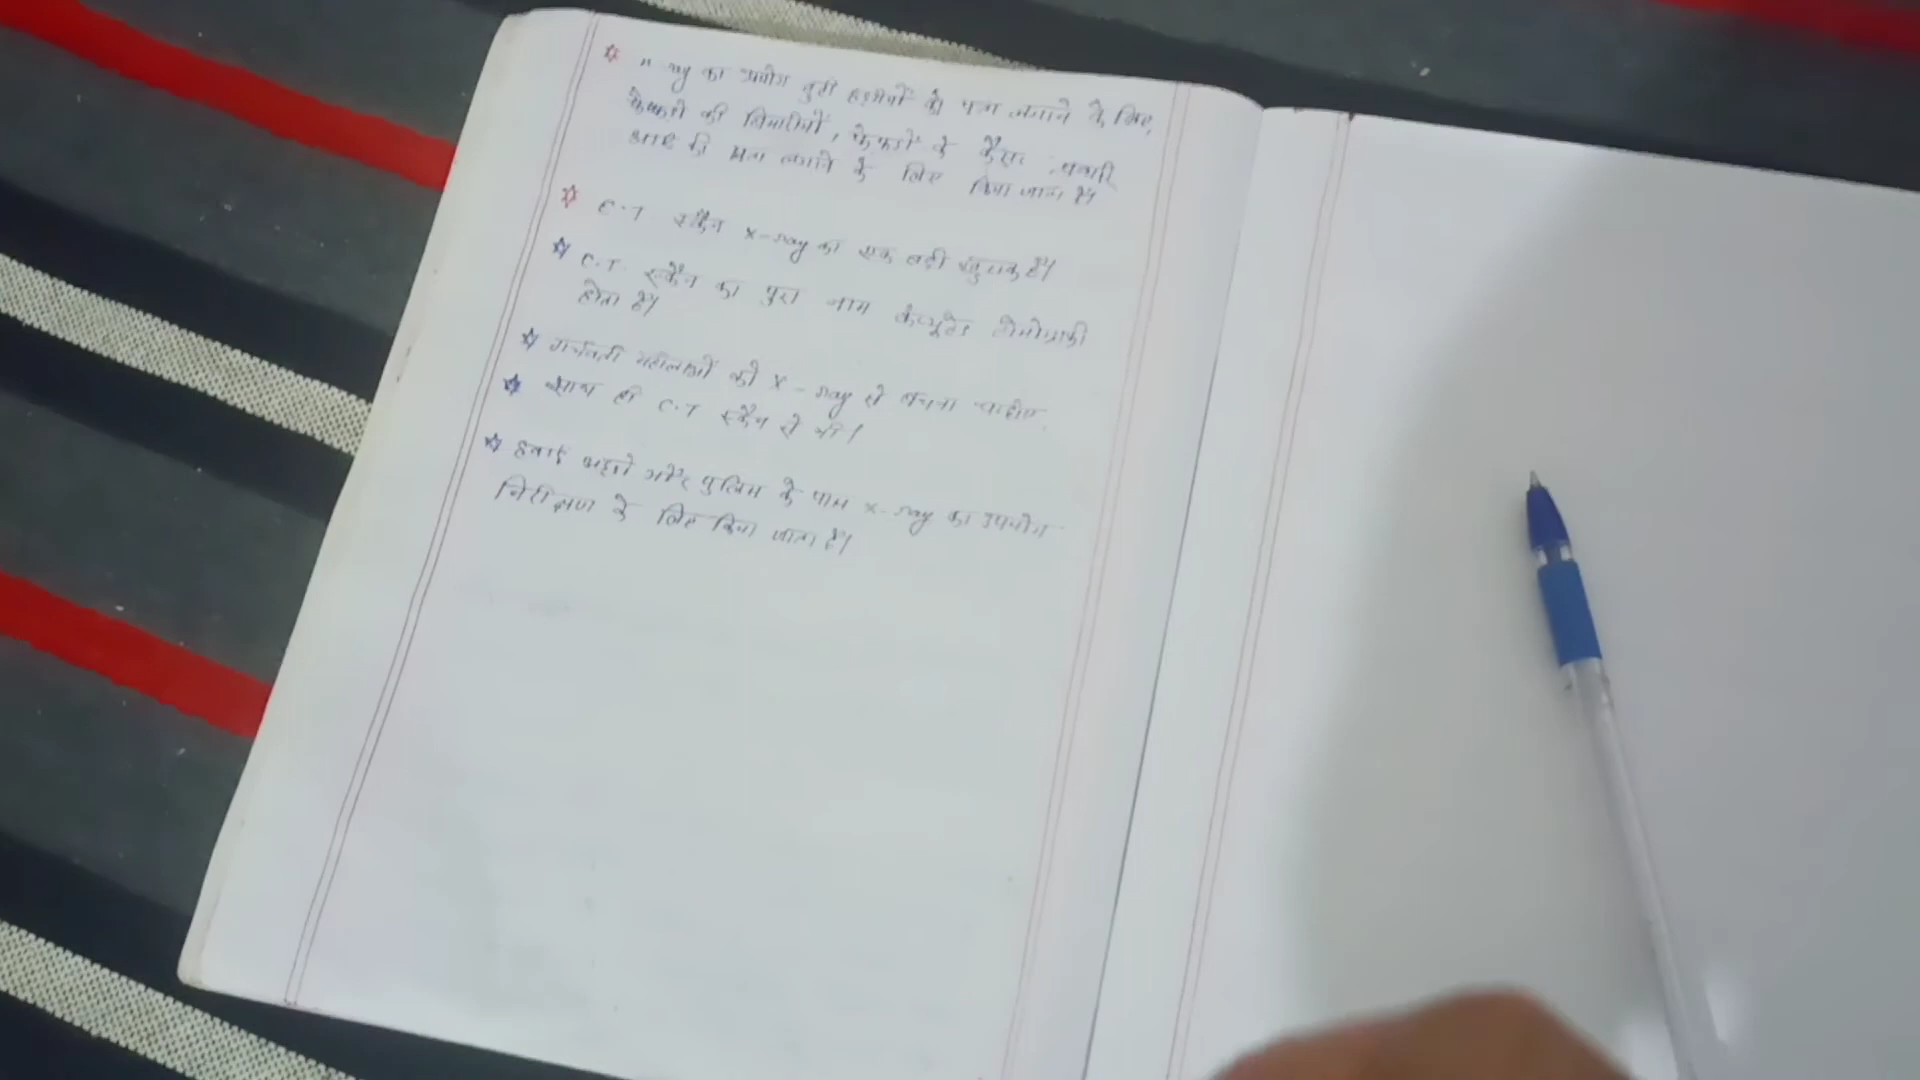 x-ray का प्रयोग टुटी हडियों के पता लगाने के लिए,
फेफड़ों की बिमारीयों, फेफड़ों के कैंसर, पथरी
आदि की पता लगाने के लिए किया जाता है।
C.T. स्कैन x-ray का एक बड़ी खुराक है।
C.T. स्कैन का पुरा नाम कंप्यूटेड टोमोग्राफी
होता है।
गर्भवती महीलाओं को x-ray से बचना चाहीए,
साथ ही C.T स्कैन से भी।
हवाई अड्डो और पुलिस के पास x-ray का उपयोग
निरीक्षण के लिए किया जाता है।